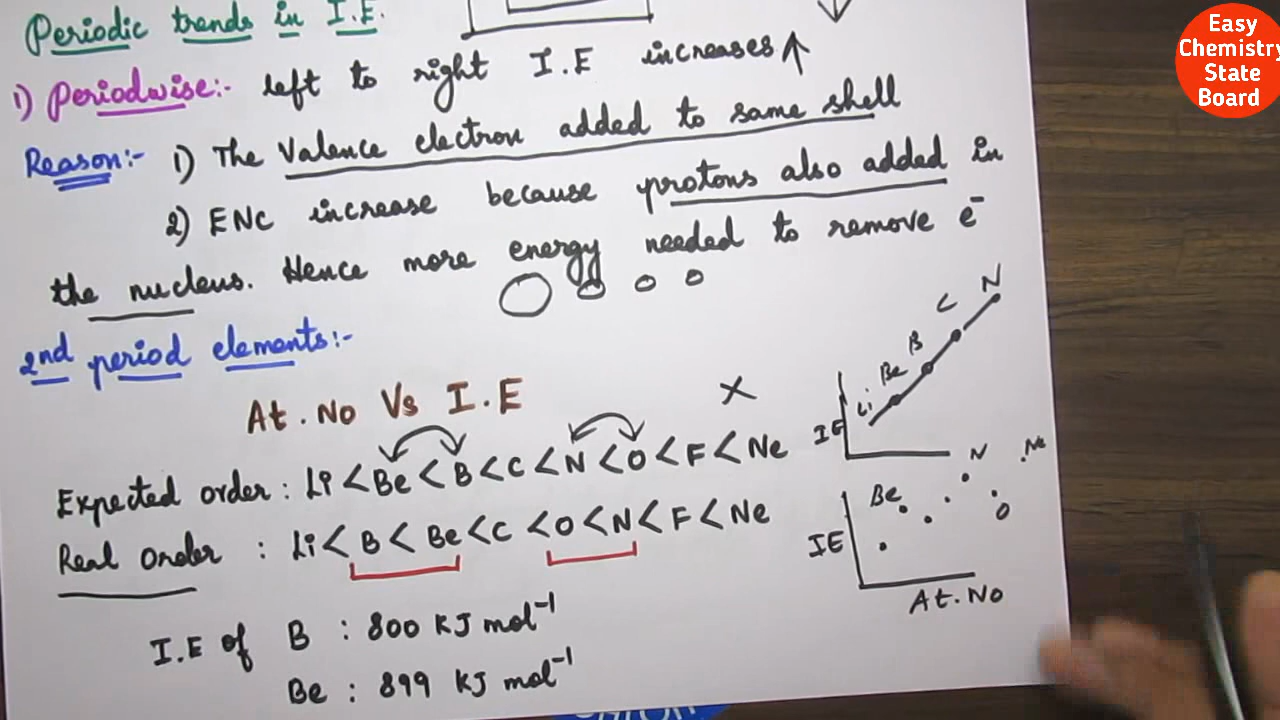 Periodic trends in I.E.
1) Periodwise:- left to right I.E increases
Reason:- 1) The Valence electron added to same shell
2) ENC increase because protons also added in
the nucleus. Hence more energy needed to remove e⁻
2nd period elements:-
At. No Vs I.E
Expected order : Li < Be < B < C < N < O < F < Ne
Real Order : Li < B < Be < C < O < N < F < Ne
I.E of B : 800 KJ mol⁻¹
Be : 899 KJ mol⁻¹
Li Be B C N
IE
Be N O Ne
IE
At. No
Easy
Chemistry
State
Board